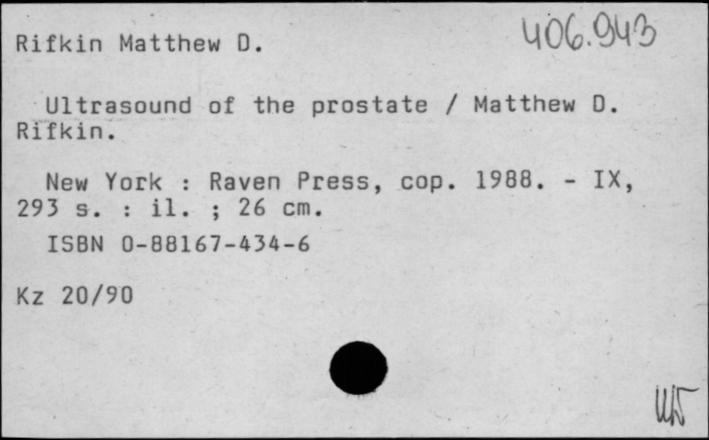 Rifkin Matthew D.
406.943
Ultrasound of the prostate / Matthew D.
Rifkin.
New York : Raven Press, cop. 1988. - IX,
293 s. : il. ; 26 cm.
ISBN 0-88167-434-6
Kz 20/90